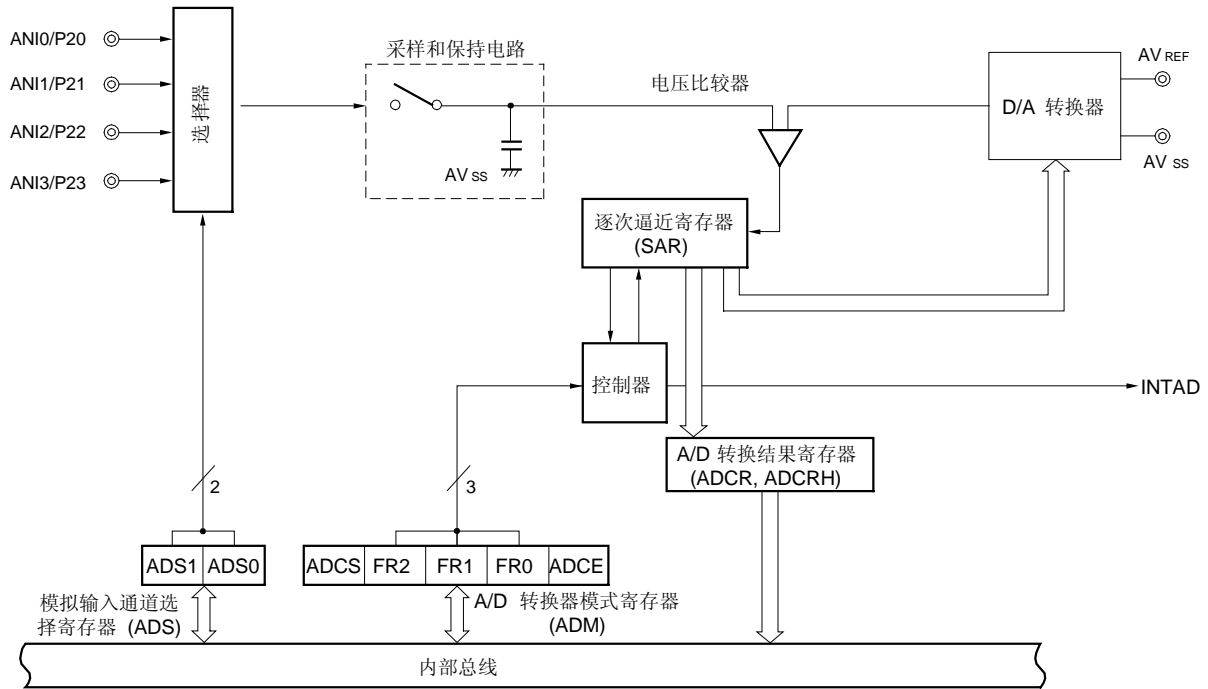 ANI0/P20
ANI1/P21
ANI2/P22
ANI3/P23
选择器
采样和保持电路
AV SS
电压比较器
D/A 转换器
AV REF
AV SS
逐次逼近寄存器
(SAR)
控制器
INTAD
A/D 转换结果寄存器
(ADCR, ADCRH)
2
3
ADS1 ADS0
ADCS FR2 FR1 FR0 ADCE
模拟输入通道选
择寄存器 (ADS)
A/D 转换器模式寄存器
(ADM)
内部总线